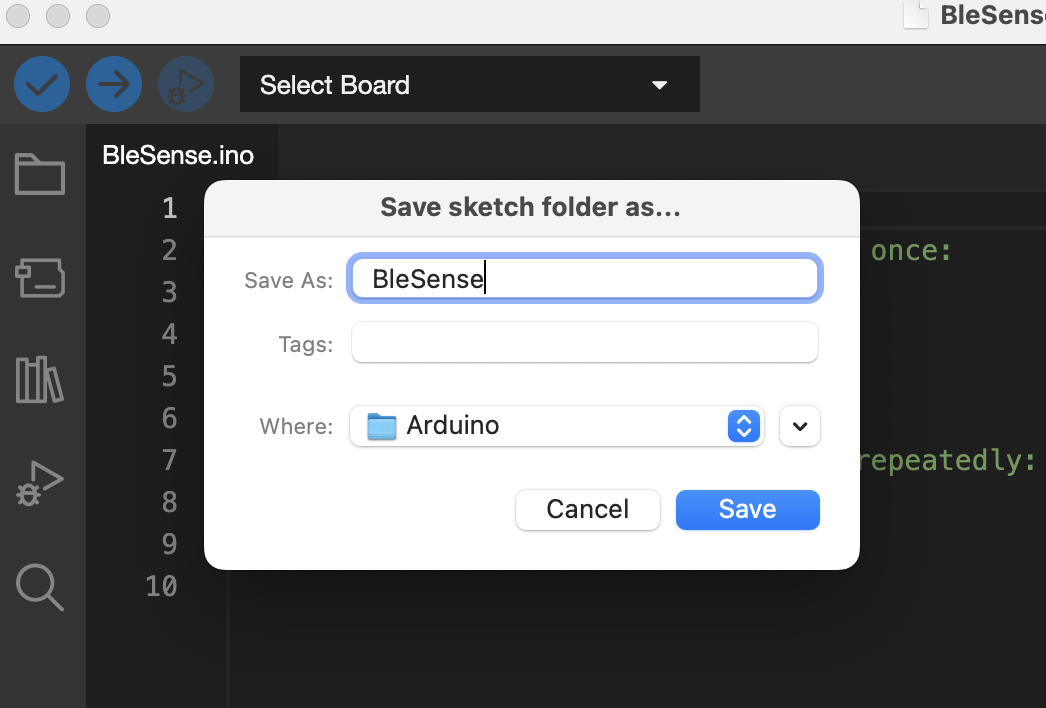 BleSens
Select Board
BleSense.ino
Save sketch folder as...
1
2
once:
3
4
5
6
7
repeatedly:
8
9
10
Save As:
BleSense
Tags:
Where:
Arduino
Cancel
Save